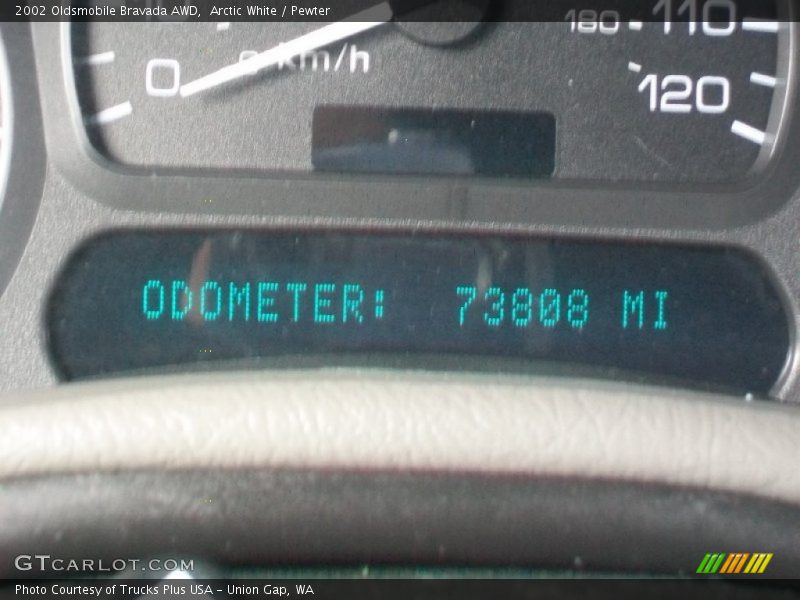 2002 Oldsmobile Bravada AWD, Arctic White / Pewter
180 110
0 0 km/h
120
ODOMETER: 73808 MI
GTCARLOT.COM
Photo Courtesy of Trucks Plus USA - Union Gap, WA